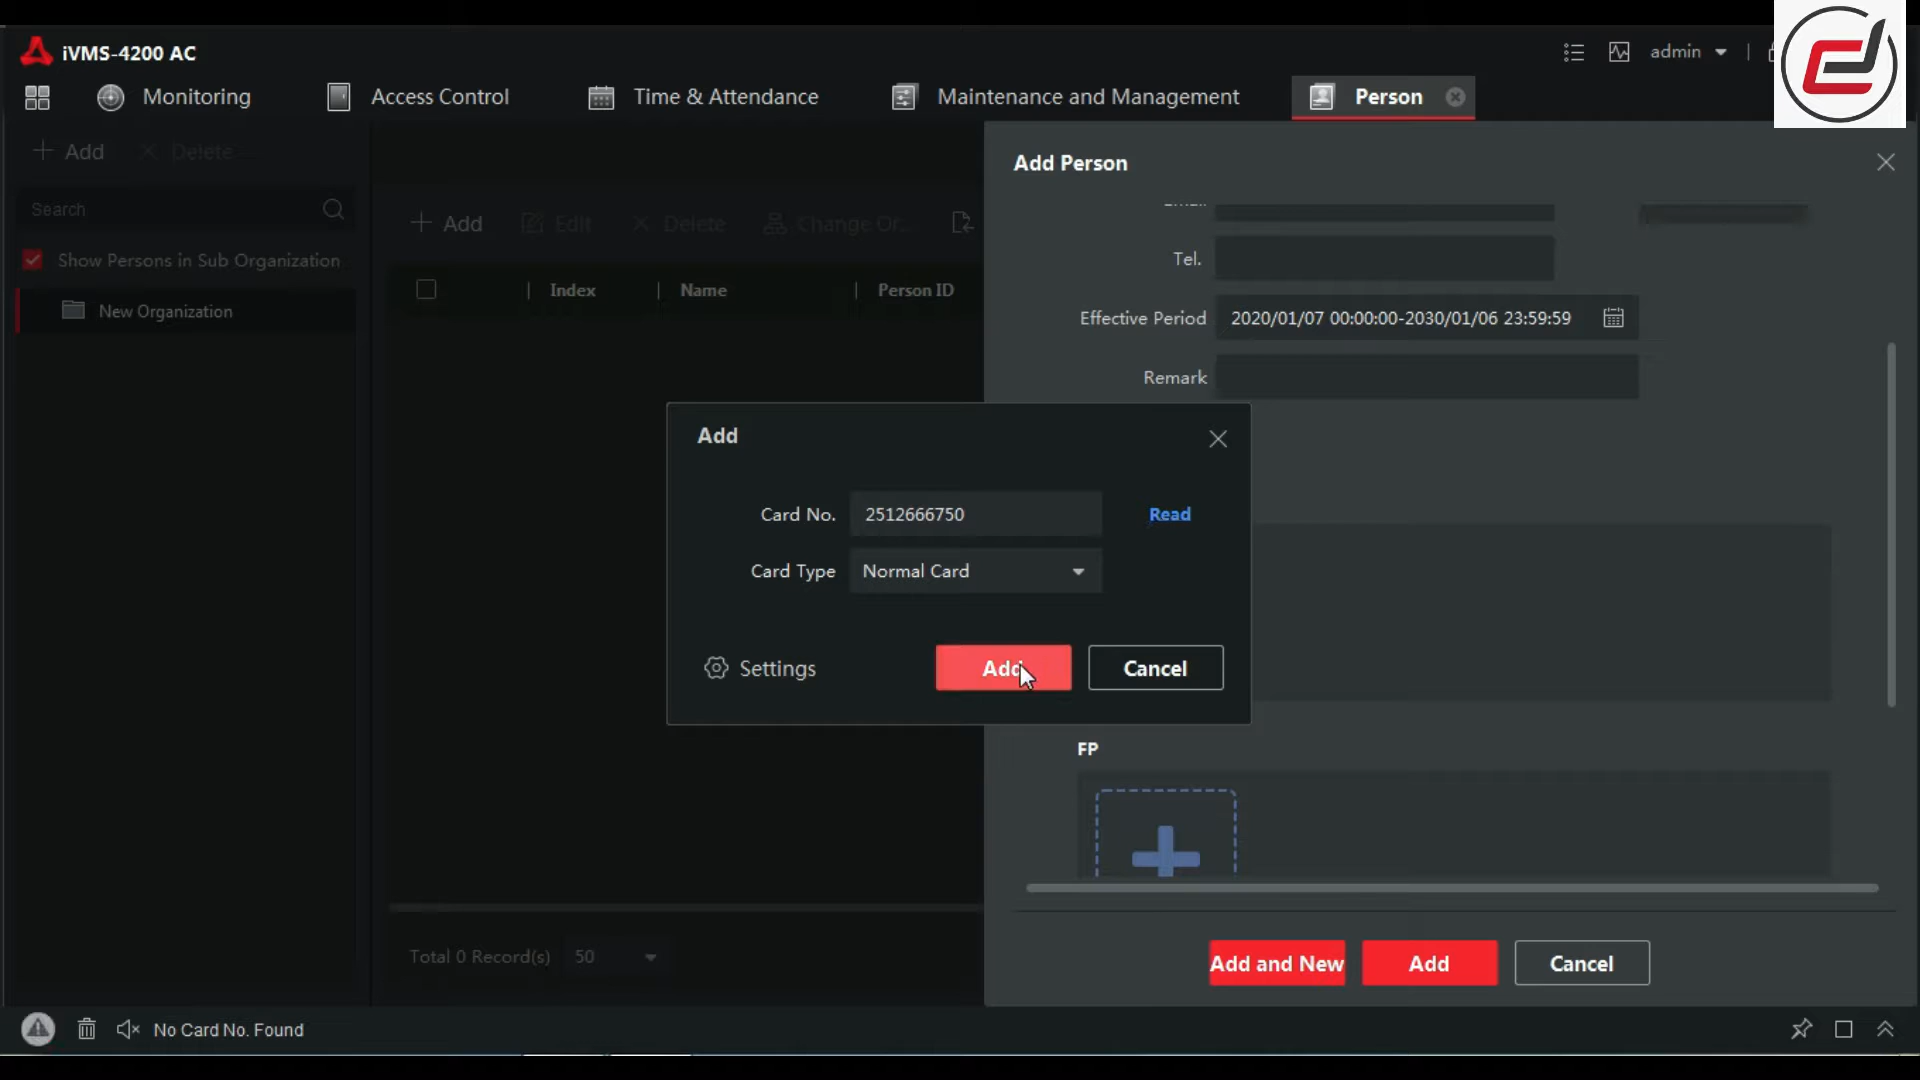 iVMS-4200 AC
admin
Monitoring
Access Control
Time & Attendance
Maintenance and Management
Person
Add
Delete
Search
Show Persons in Sub Organization
New Organization
Add
Edit
Delete
Change Or...
Index
Name
Person ID
Total 0 Record(s)
50
Add Person
Email
Tel.
Effective Period
2020/01/07 00:00:00-2030/01/06 23:59:59
Remark
Add
Card No.
2512666750
Read
Card Type
Normal Card
Settings
Add
Cancel
FP
Add and New
Add
Cancel
No Card No. Found